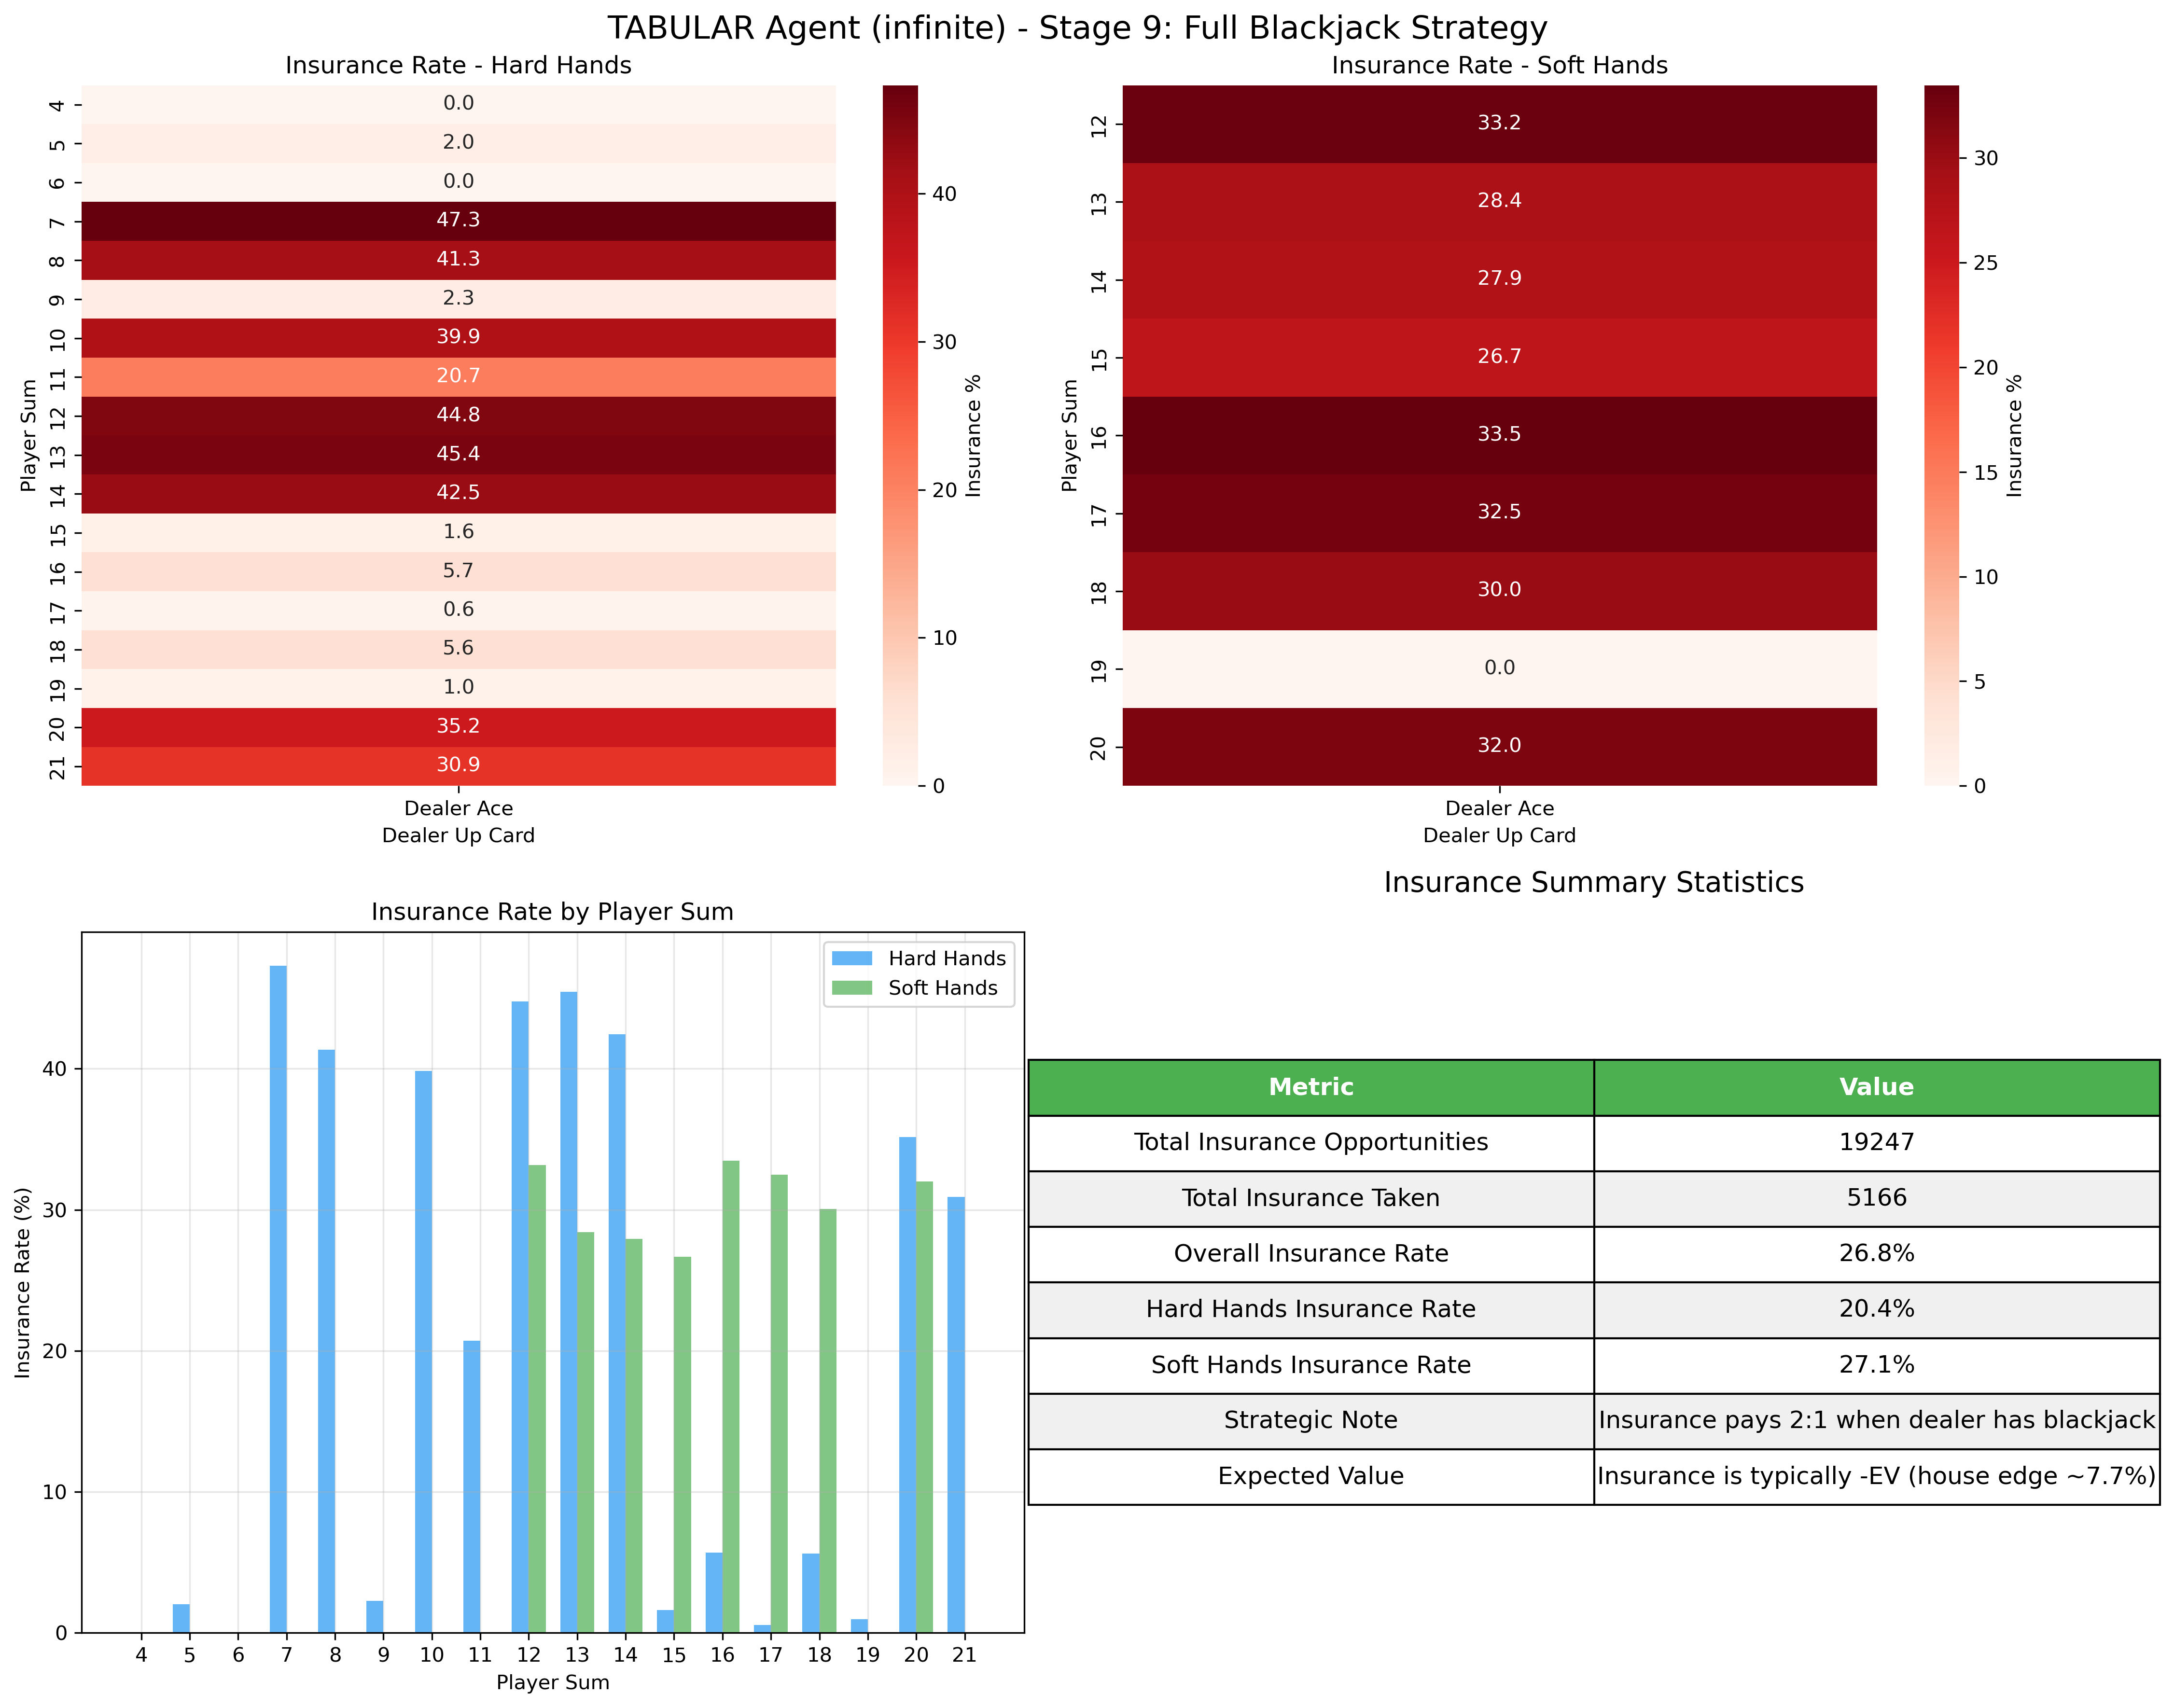 TABULAR Agent (infinite) - Stage 9: Full Blackjack Strategy
Insurance Rate - Hard Hands
4
5
6
7
8
9
10
11
12
13
14
15
16
17
18
19
20
21
Player Sum
0.0
2.0
0.0
47.3
41.3
2.3
39.9
20.7
44.8
45.4
42.5
1.6
5.7
0.6
5.6
1.0
35.2
30.9
Dealer Ace
Dealer Up Card
40
30
20
10
0
Insurance %
Insurance Rate - Soft Hands
12
13
14
15
16
17
18
19
20
Player Sum
33.2
28.4
27.9
26.7
33.5
32.5
30.0
0.0
32.0
Dealer Ace
Dealer Up Card
30
25
20
15
10
5
0
Insurance %
Insurance Rate by Player Sum
Hard Hands
Soft Hands
Insurance Rate (%)
40
30
20
10
0
4 5 6 7 8 9 10 11 12 13 14 15 16 17 18 19 20 21
Player Sum
Insurance Summary Statistics
Metric Value
Total Insurance Opportunities 19247
Total Insurance Taken 5166
Overall Insurance Rate 26.8%
Hard Hands Insurance Rate 20.4%
Soft Hands Insurance Rate 27.1%
Strategic Note Insurance pays 2:1 when dealer has blackjack
Expected Value Insurance is typically -EV (house edge ~7.7%)